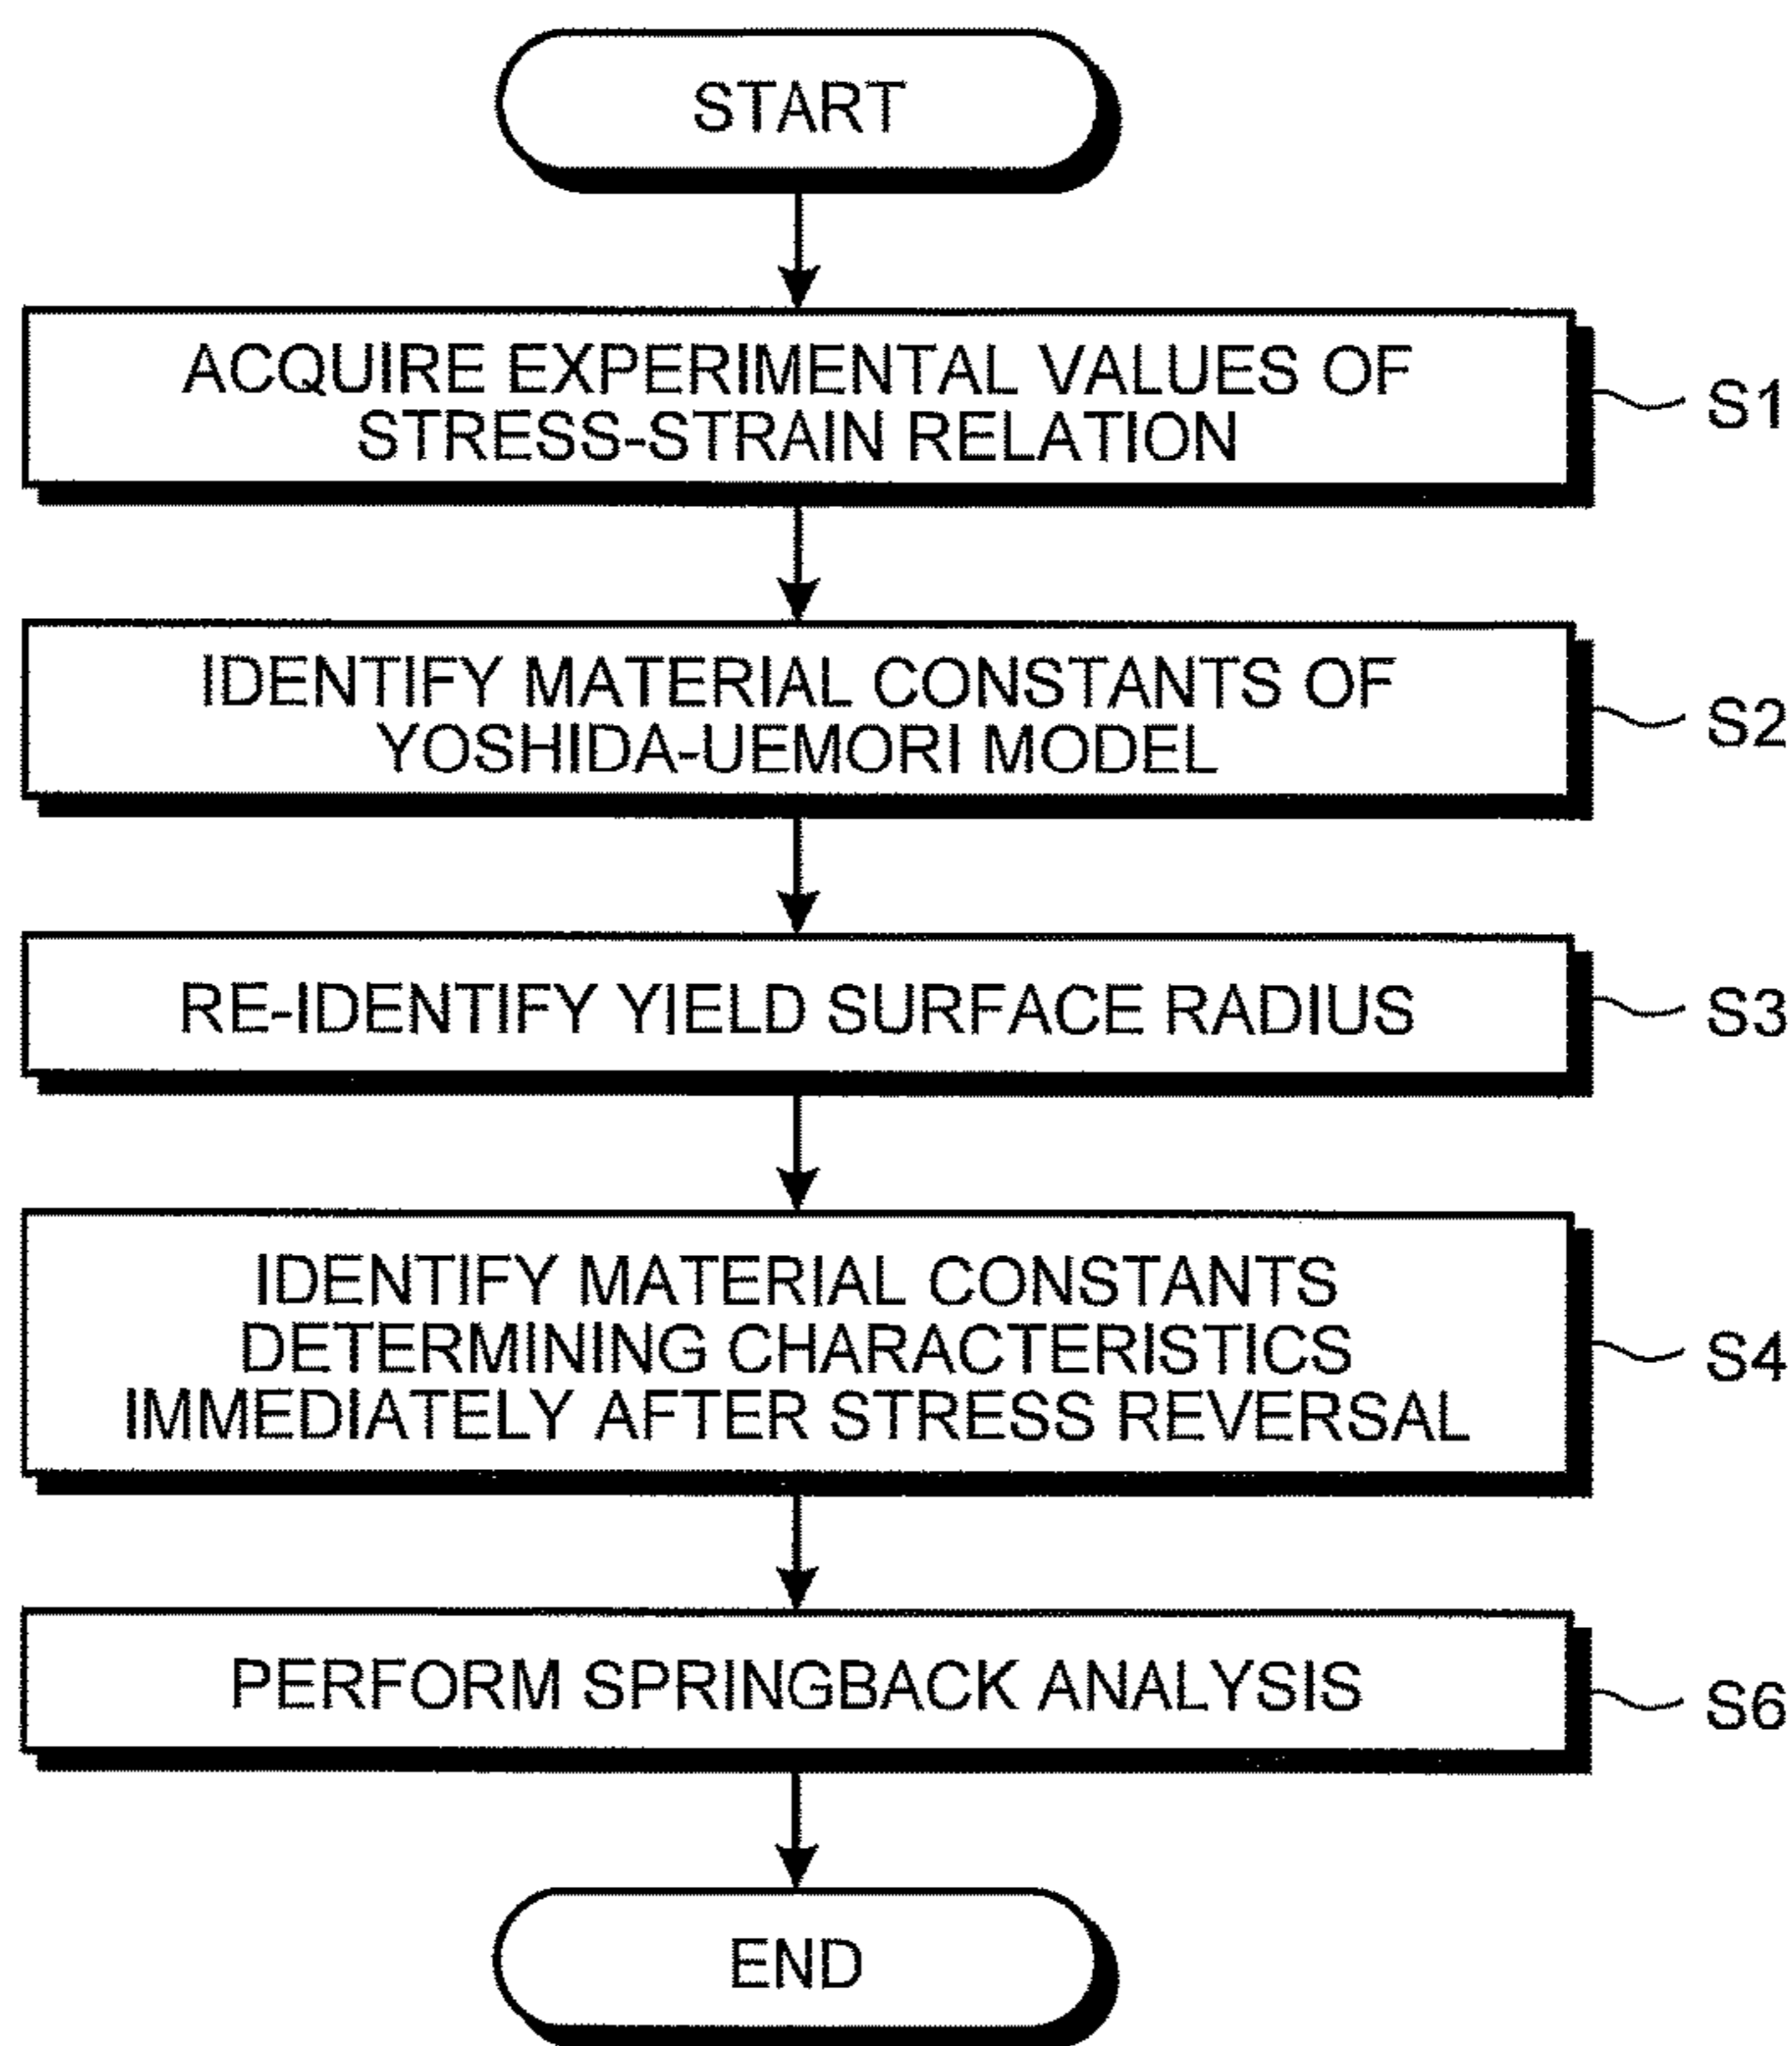 START
ACQUIRE EXPERIMENTAL VALUES OF
STRESS-STRAIN RELATION
S1
IDENTIFY MATERIAL CONSTANTS OF
YOSHIDA-UEMORI MODEL
S2
RE-IDENTIFY YIELD SURFACE RADIUS
S3
IDENTIFY MATERIAL CONSTANTS
DETERMINING CHARACTERISTICS
IMMEDIATELY AFTER STRESS REVERSAL
S4
PERFORM SPRINGBACK ANALYSIS
S6
END